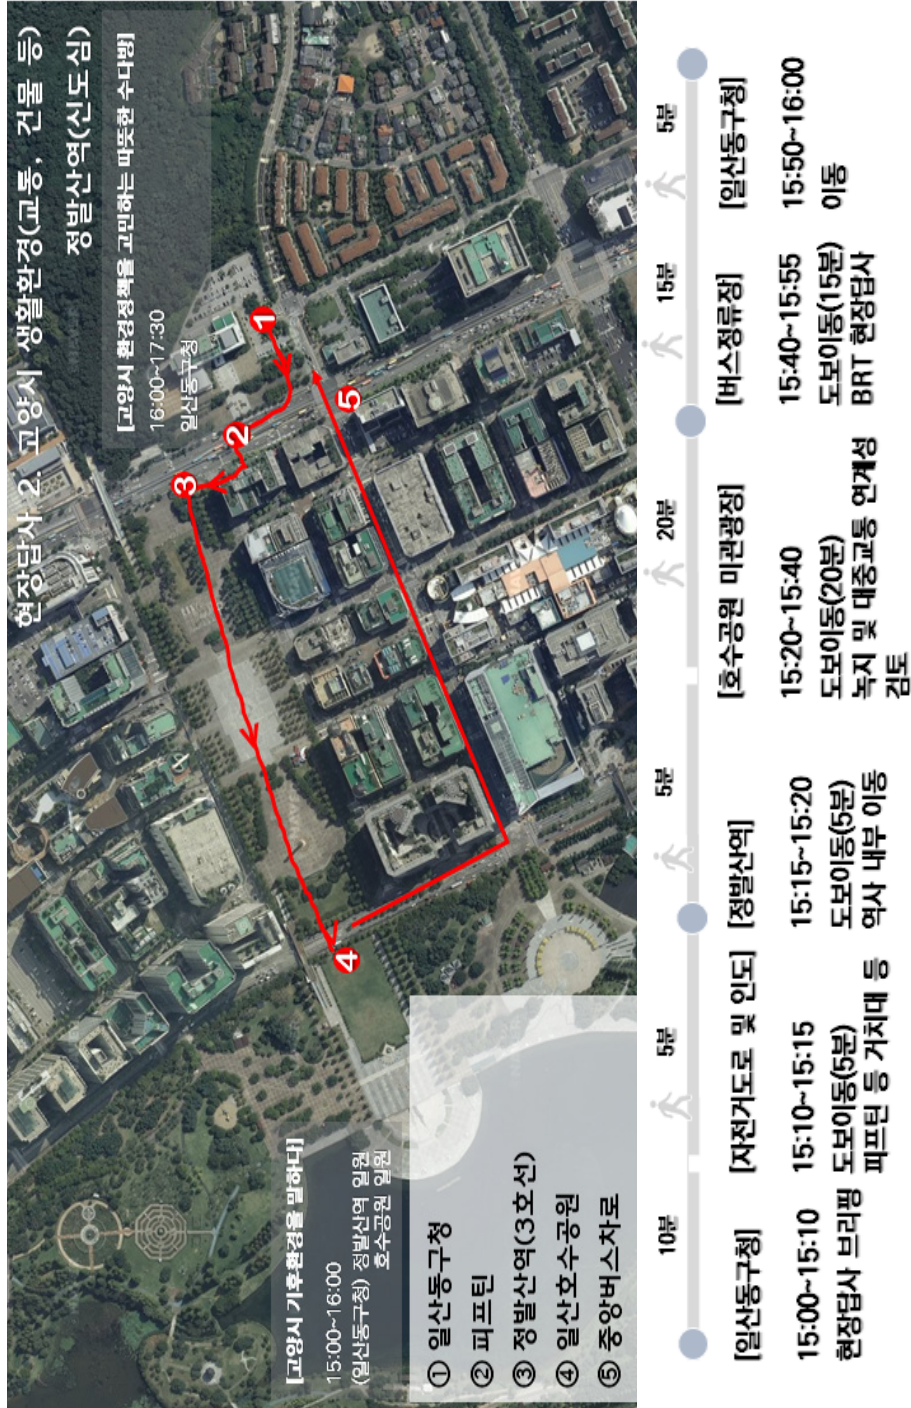 현장답사 2. 고양시 생활환경(교통, 건물 등)
정발산역(신도심)
[고양시 환경정책을 고민하는 따뜻한 수다방]
16:00~17:30
일산동구청
1
2
3
4
5
[고양시 기후환경을 말하다]
15:00~16:00
(일산동구청) 정발산역 일원
호수공원 일원
① 일산동구청
② 피프틴
③ 정발산역(3호선)
④ 일산호수공원
⑤ 중앙버스차로
10분
5분
5분
20분
15분
5분
[일산동구청]
15:00~15:10
현장답사 브리핑
[자전거도로 및 인도]
15:10~15:15
도보이동(5분)
피프틴 등 거치대 등
[정발산역]
15:15~15:20
도보이동(5분)
역사 내부 이동
[호수공원 미관광장]
15:20~15:40
도보이동(20분)
녹지 및 대중교통 연계성
검토
[버스정류장]
15:40~15:55
도보이동(15분)
BRT 현장답사
[일산동구청]
15:50~16:00
이동